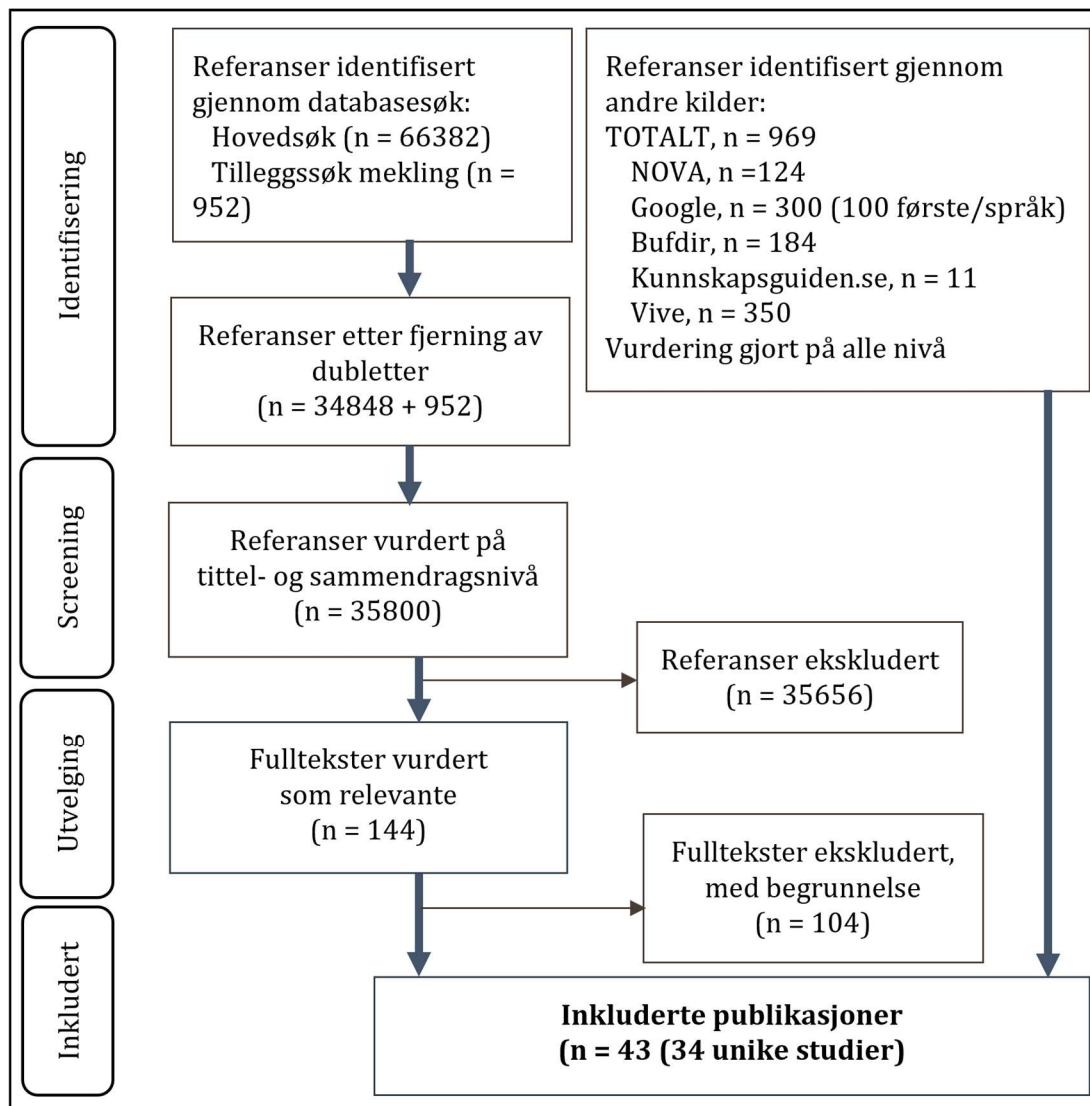 Identifisering
Referanser identifisert
gjennom databasesøk:
Hovedsøk (n = 66382)
Tilleggssøk mekling (n =
952)
Referanser identifisert gjennom
andre kilder:
TOTALT, n = 969
NOVA, n =124
Google, n = 300 (100 første/språk)
Bufdir, n = 184
Kunnskapsguiden.se, n = 11
Vive, n = 350
Vurdering gjort på alle nivå
Referanser etter fjerning av
dubletter
(n = 34848 + 952)
Screening
Referanser vurdert på
tittel- og sammendragsnivå
(n = 35800)
Referanser ekskludert
(n = 35656)
Utvelging
Fulltekster vurdert
som relevante
(n = 144)
Fulltekster ekskludert,
med begrunnelse
(n = 104)
Inkludert
Inkluderte publikasjoner
(n = 43 (34 unike studier)